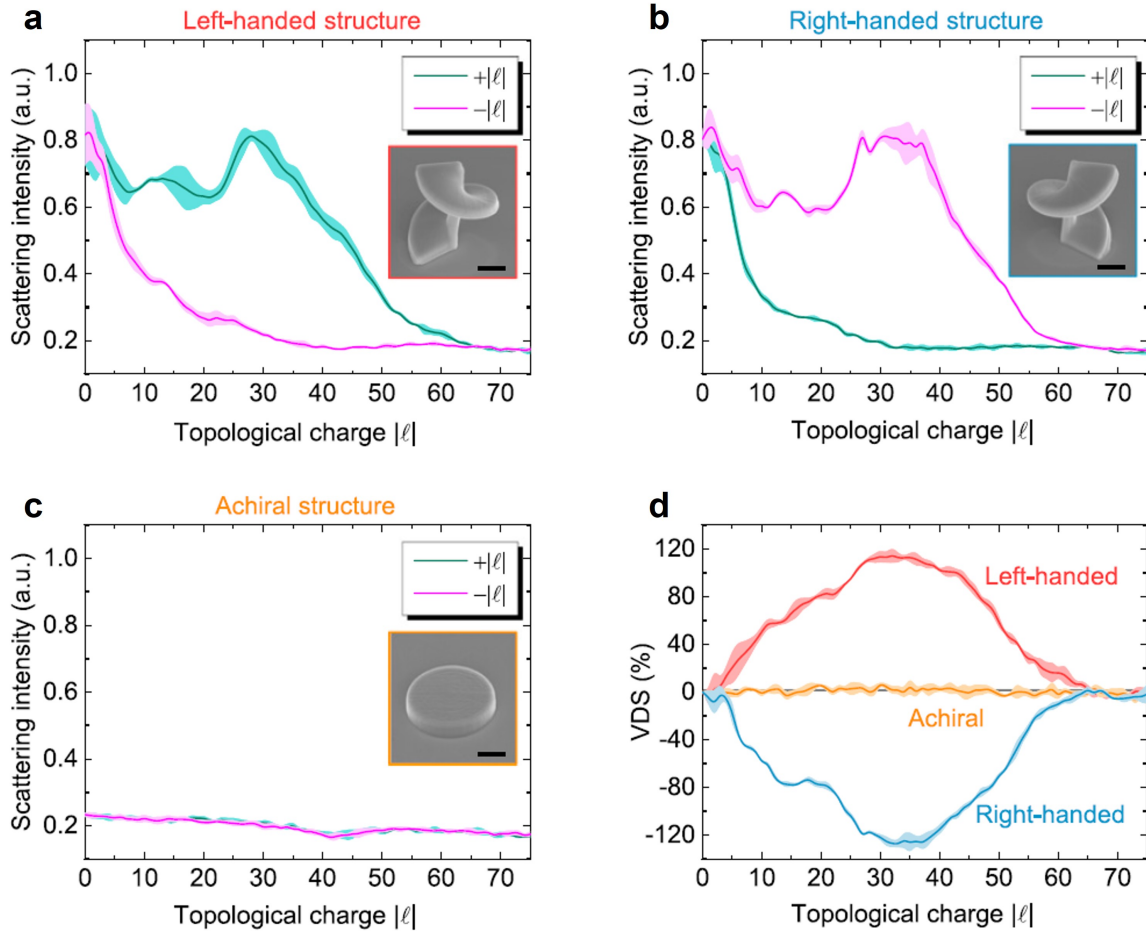 a
Left-handed structure
Scattering intensity (a.u.)
1.0
0.8
0.6
0.4
0.2
+|ℓ|
−|ℓ|
0 10 20 30 40 50 60 70
Topological charge |ℓ|
b
Right-handed structure
Scattering intensity (a.u.)
1.0
0.8
0.6
0.4
0.2
+|ℓ|
−|ℓ|
0 10 20 30 40 50 60 70
Topological charge |ℓ|
c
Achiral structure
Scattering intensity (a.u.)
1.0
0.8
0.6
0.4
0.2
+|ℓ|
−|ℓ|
0 10 20 30 40 50 60 70
Topological charge |ℓ|
d
VDS (%)
120
80
40
0
-40
-80
-120
Left-handed
Achiral
Right-handed
0 10 20 30 40 50 60 70
Topological charge |ℓ|